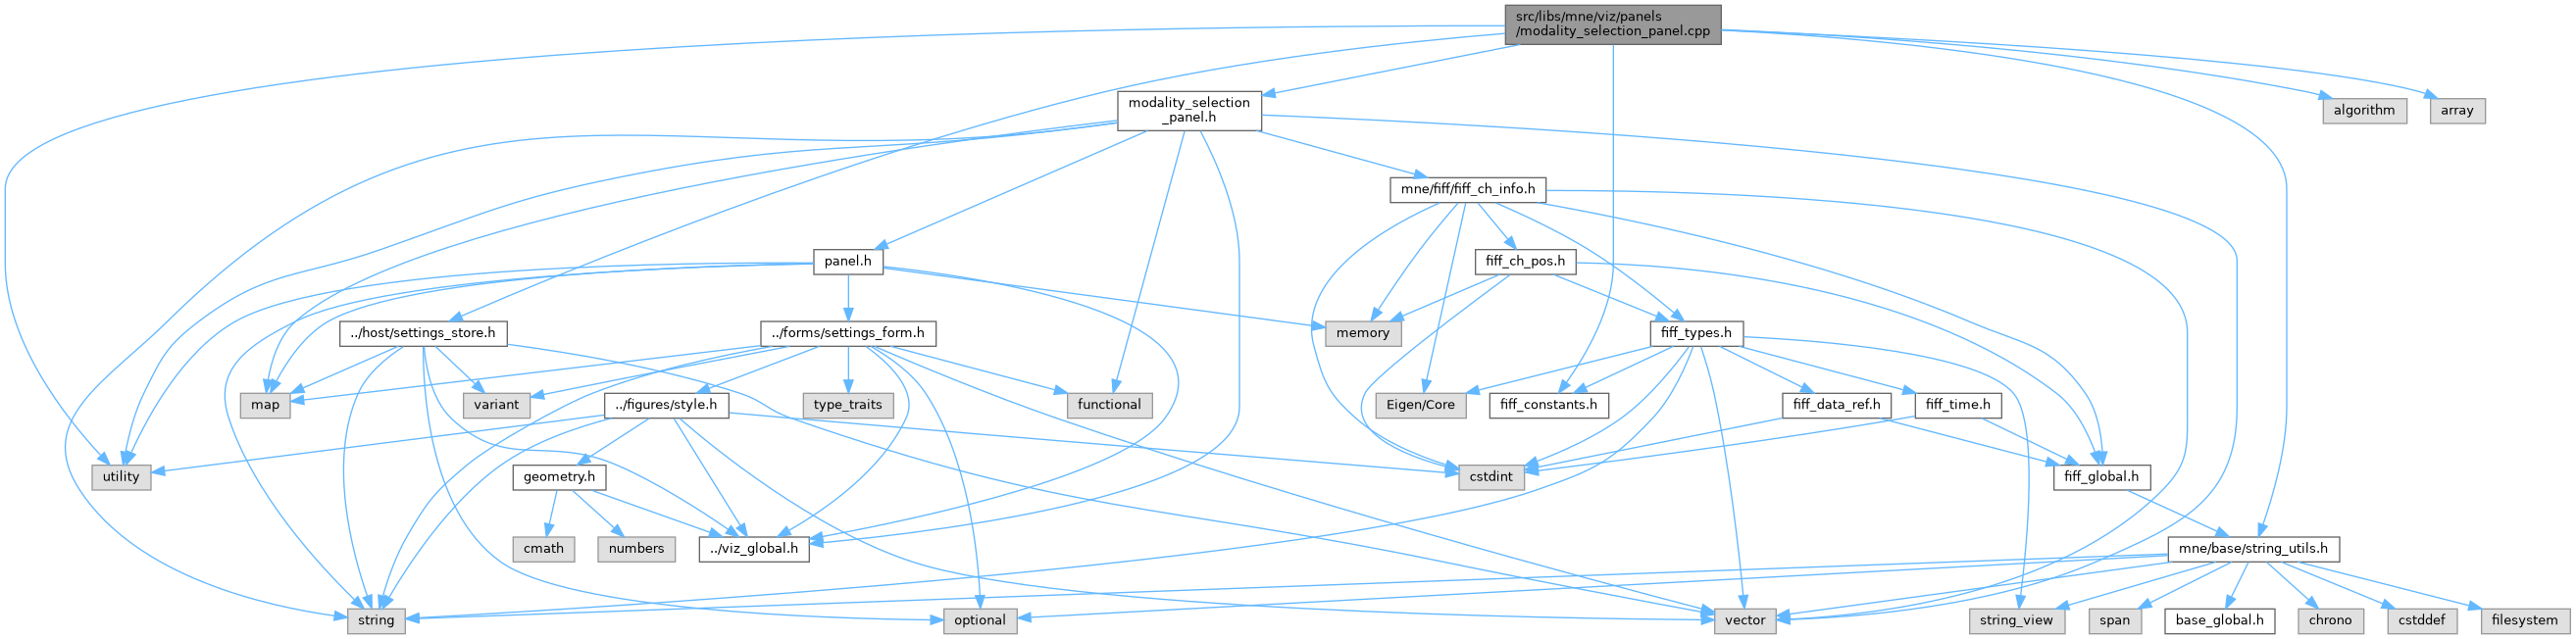 src/libs/mne/viz/panels
/modality_selection_panel.cpp
modality_selection
_panel.h
algorithm
array
mne/fiff/fiff_ch_info.h
panel.h
fiff_ch_pos.h
../host/settings_store.h
../forms/settings_form.h
memory
fiff_types.h
map
variant
../figures/style.h
type_traits
functional
Eigen/Core
fiff_constants.h
fiff_data_ref.h
fiff_time.h
utility
geometry.h
cstdint
fiff_global.h
cmath
numbers
../viz_global.h
mne/base/string_utils.h
string
optional
vector
string_view
span
base_global.h
chrono
cstddef
filesystem